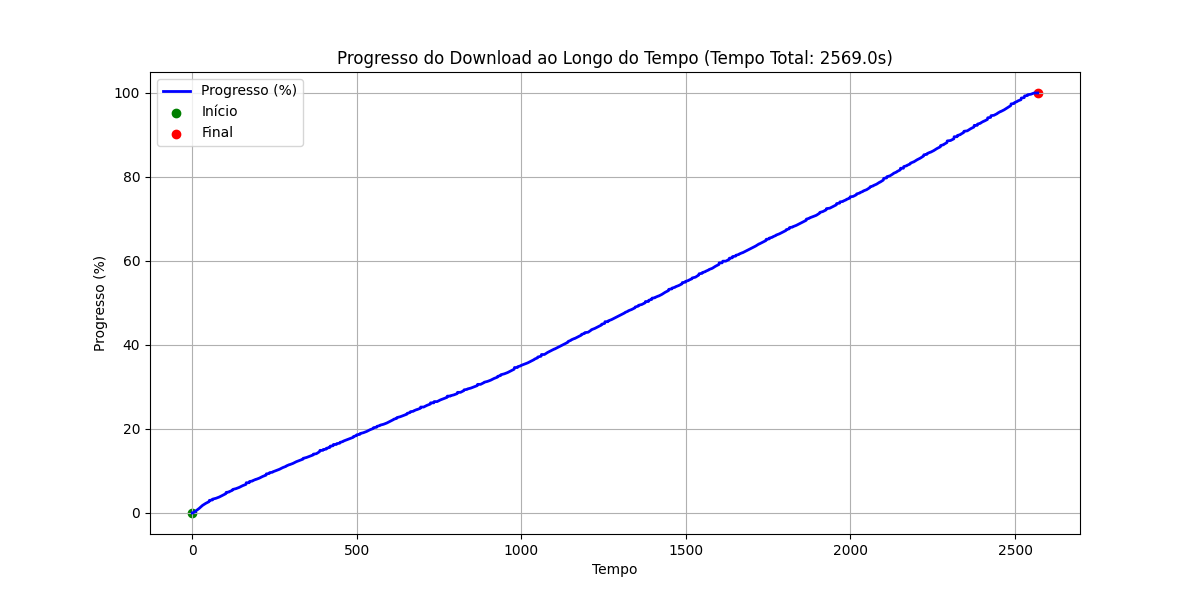 Progresso do Download ao Longo do Tempo (Tempo Total: 2569.0s)
Progresso (%)
Início
Final
100
80
60
40
20
0
Progresso (%)
0 500 1000 1500 2000 2500
Tempo